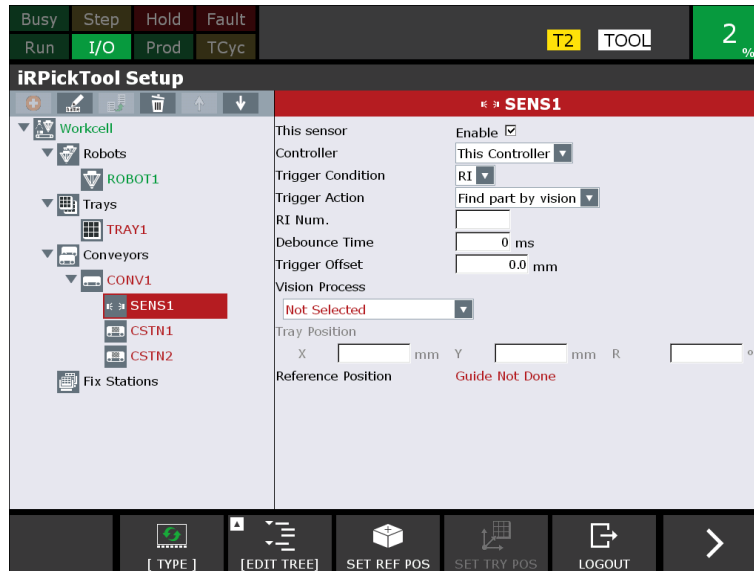 Busy Step Hold Fault
Run I/O Prod TCyc
T2 TOOL
2 %
iRPickTool Setup
SENS1
Workcell
Robots
ROBOT1
Trays
TRAY1
Conveyors
CONV1
SENS1
CSTN1
CSTN2
Fix Stations
This sensor Enable
Controller This Controller
Trigger Condition RI
Trigger Action Find part by vision
RI Num.
Debounce Time 0 ms
Trigger Offset 0.0 mm
Vision Process
Not Selected
Tray Position
X mm Y mm R °
Reference Position Guide Not Done
[ TYPE ] [EDIT TREE] SET REF POS SET TRY POS LOGOUT